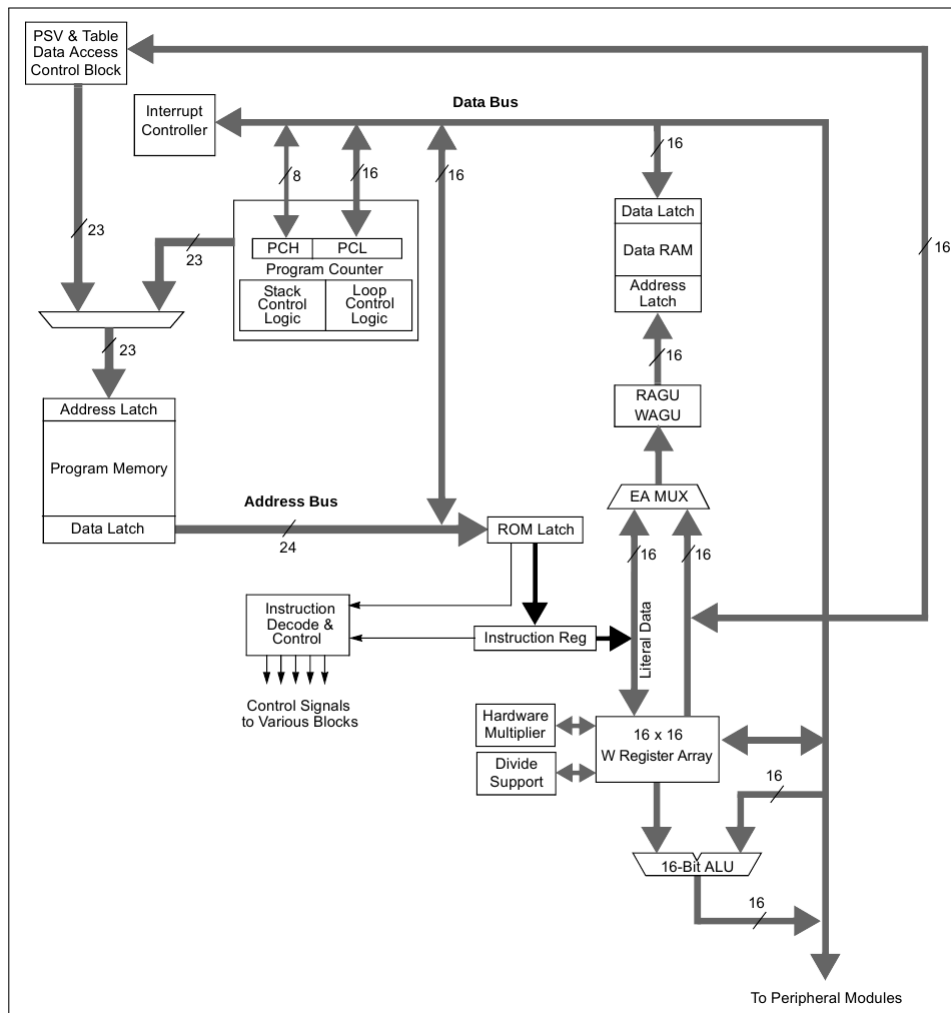 PSV & Table
Data Access
Control Block
Interrupt
Controller
Data Bus
8
16
16
16
16
23
23
PCH
PCL
Program Counter
Stack
Control
Logic
Loop
Control
Logic
Data Latch
Data RAM
Address
Latch
23
16
RAGU
WAGU
Address Latch
Program Memory
Data Latch
Address Bus
24
ROM Latch
EA MUX
16
16
Instruction
Decode &
Control
Instruction Reg
Literal Data
Control Signals
to Various Blocks
Hardware
Multiplier
Divide
Support
16 x 16
W Register Array
16
16-Bit ALU
16
To Peripheral Modules